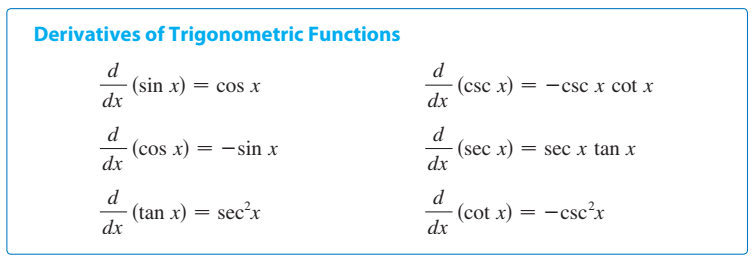 Derivatives of Trigonometric Functions
d/dx (sin x) = cos x    d/dx (csc x) = −csc x cot x
d/dx (cos x) = −sin x    d/dx (sec x) = sec x tan x
d/dx (tan x) = sec²x    d/dx (cot x) = −csc²x